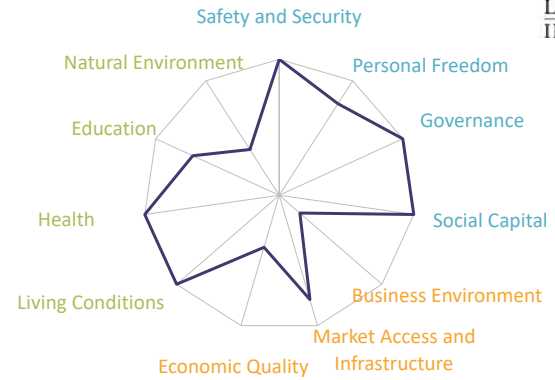 Safety and Security
Natural Environment
Personal Freedom
Education
Governance
Health
Social Capital
Living Conditions
Business Environment
Market Access and
Infrastructure
Economic Quality